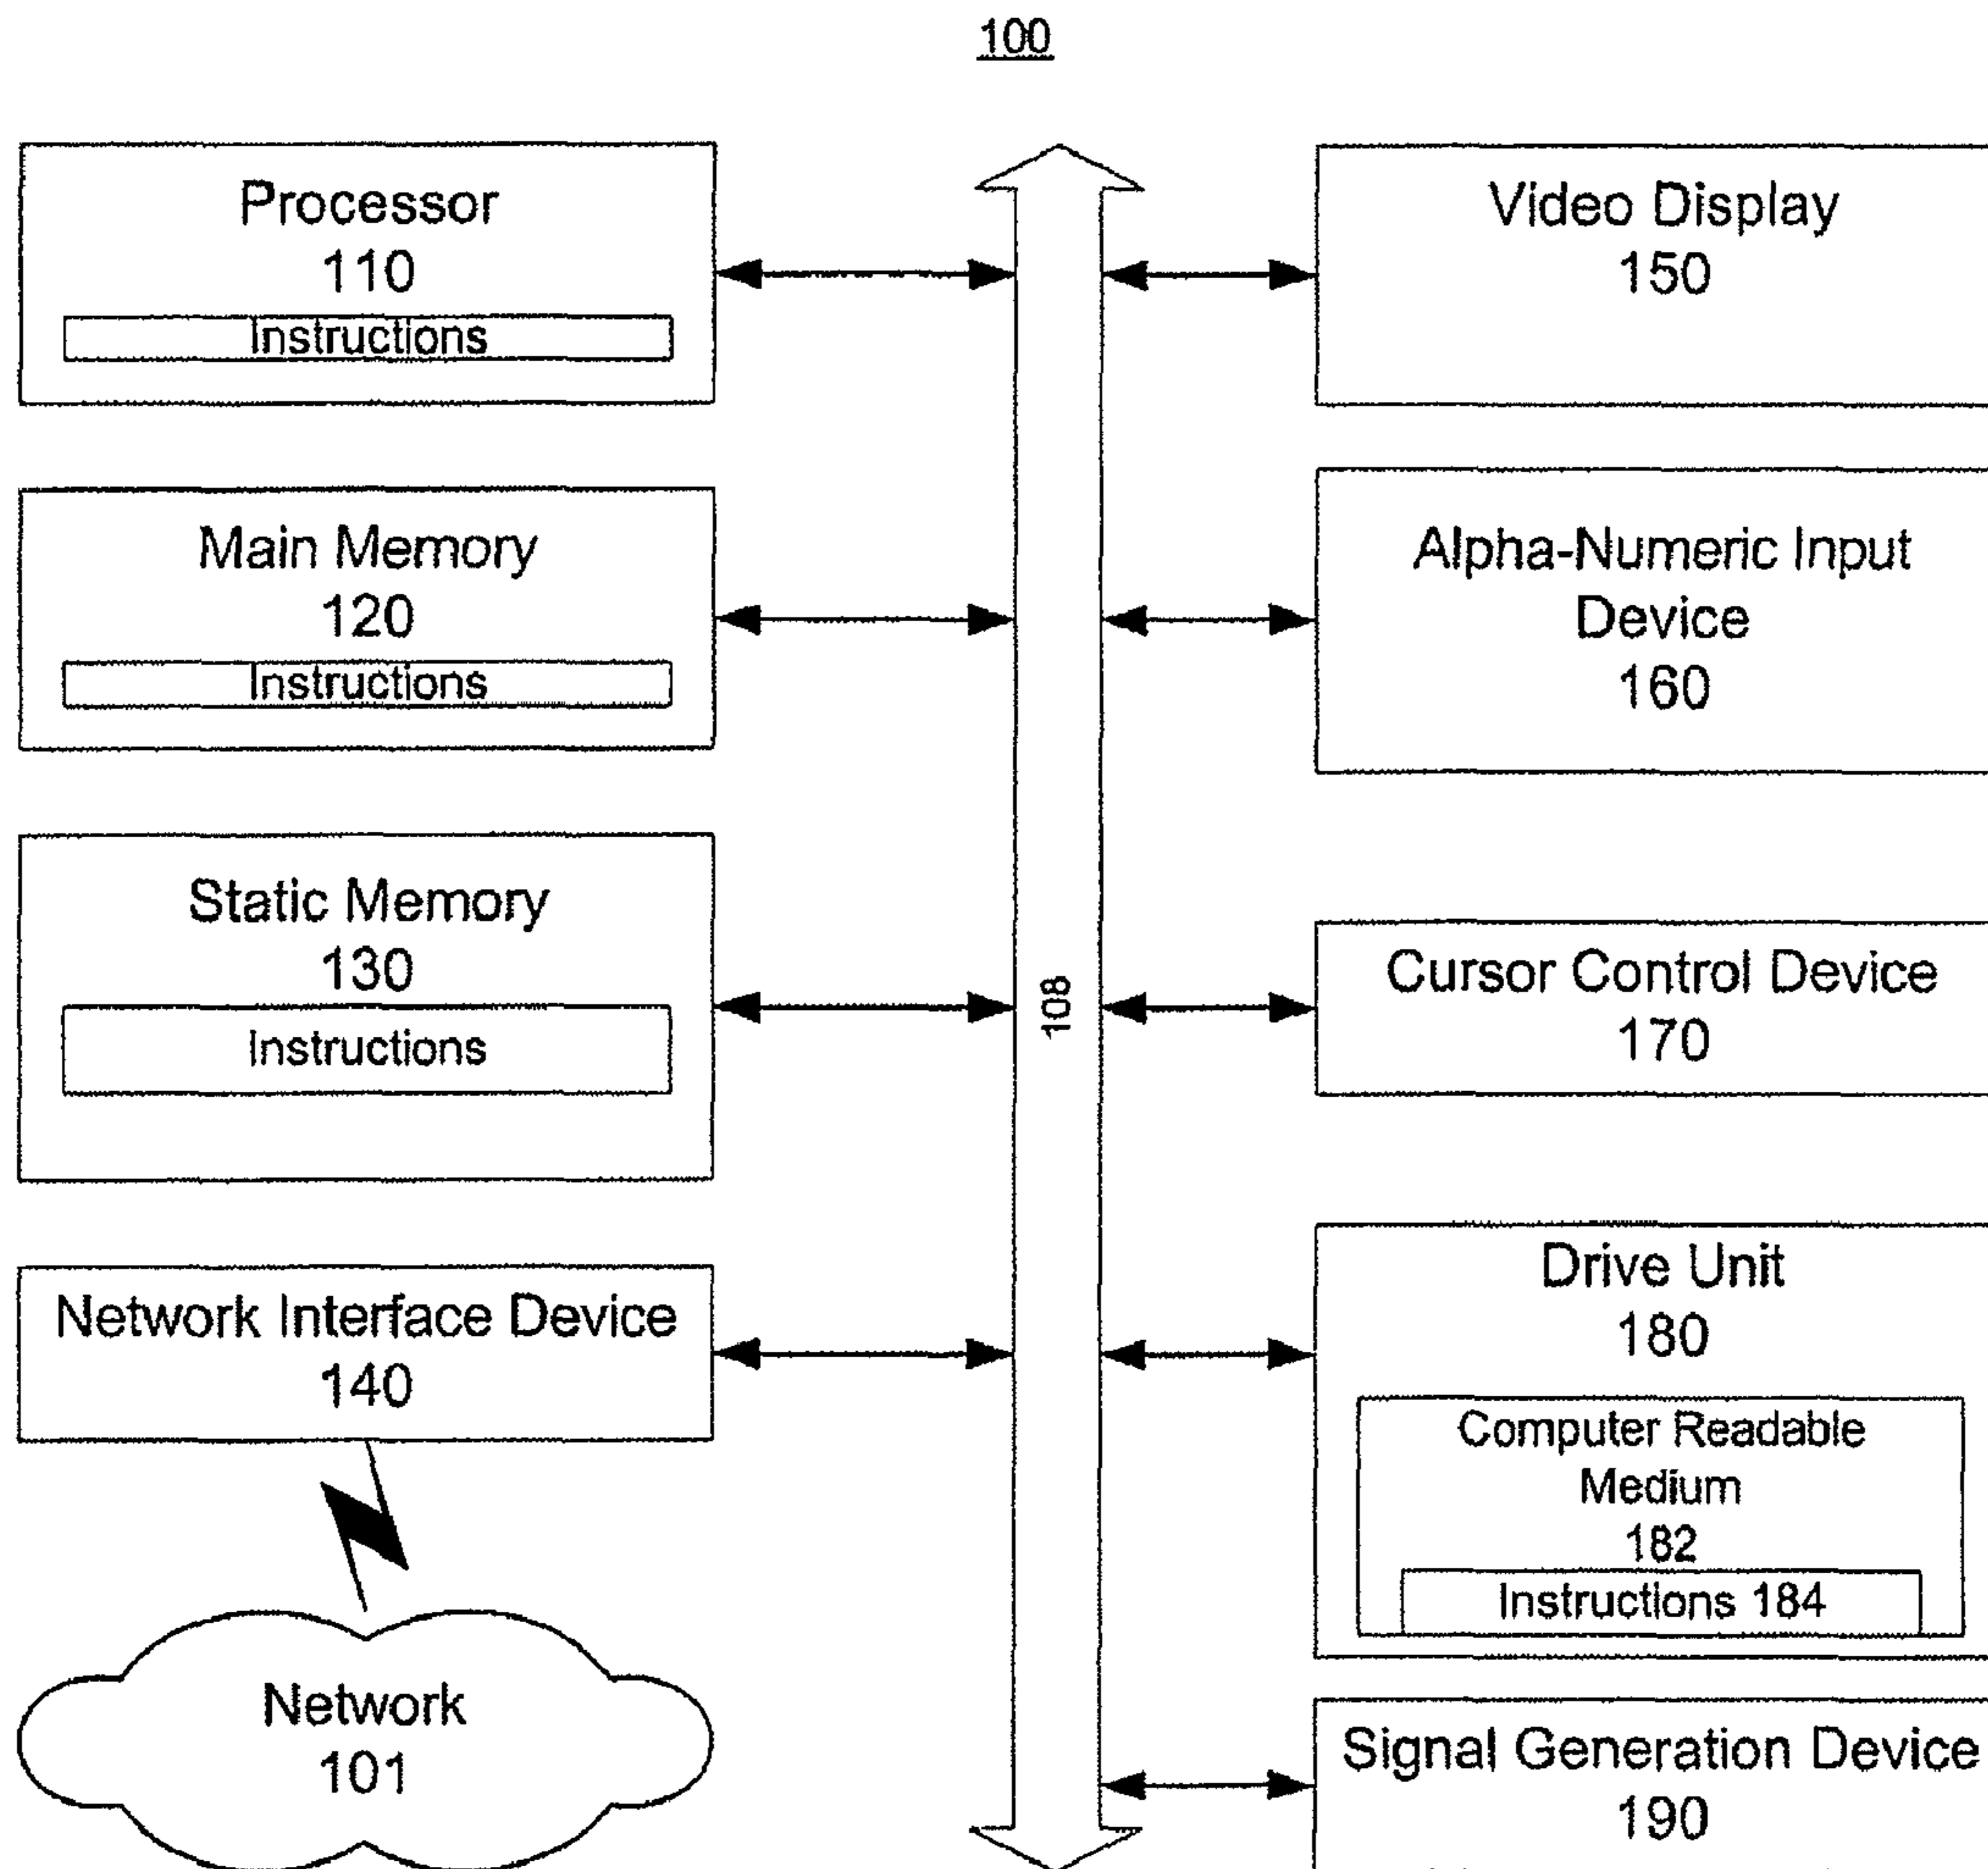 100
Processor
110
Instructions
Main Memory
120
Instructions
Static Memory
130
Instructions
Network Interface Device
140
Network
101
108
Video Display
150
Alpha-Numeric Input
Device
160
Cursor Control Device
170
Drive Unit
180
Computer Readable
Medium
182
Instructions 184
Signal Generation Device
190